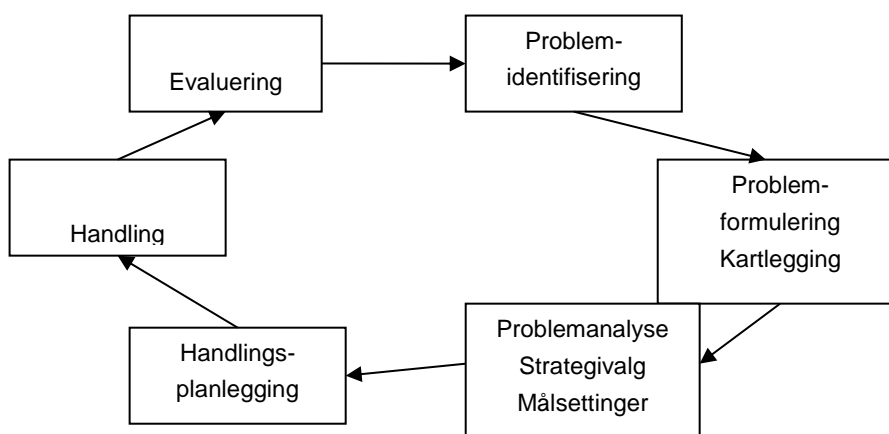 Evaluering
Problem-
identifisering
Problem-
formulering
Kartlegging
Problemanalyse
Strategivalg
Målsettinger
Handlings-
planlegging
Handling